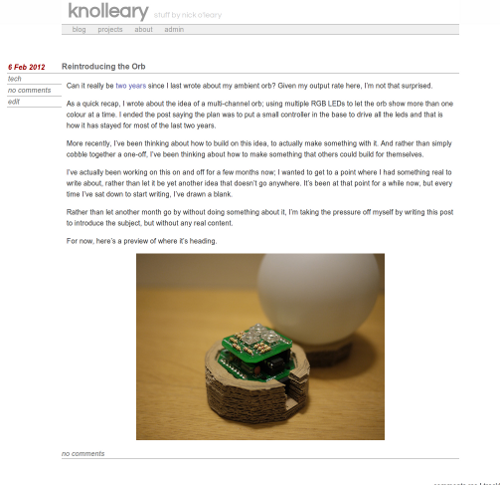 knolleary stuff by nick o'leary
blog projects about admin
6 Feb 2012
tech
no comments
edit
Reintroducing the Orb
Can it really be two years since I last wrote about my ambient orb? Given my output rate here, I'm not that surprised.
As a quick recap, I wrote about the idea of a multi-channel orb; using multiple RGB LEDs to let the orb show more than
one colour at a time. I ended the post saying the plan was to put a small controller in the base to drive all the leds and that is
how it has stayed for most of the last two years.
More recently, I've been thinking about how to build on this idea, to actually make something with it. And rather than simply
cobble together a one-off, I've been thinking about how to make something that others could build for themselves.
I've actually been working on this on and off for a few months now; I wanted to get to a point where I had something real to
write about, rather than let it be yet another idea that doesn't go anywhere. It's been at that point for a while now, but every
time I've sat down to start writing, I've drawn a blank.
Rather than let another month go by without doing something about it, I'm taking the pressure off myself by writing this post
to introduce the subject, but without any real content.
For now, here's a preview of where it's heading.
no comments